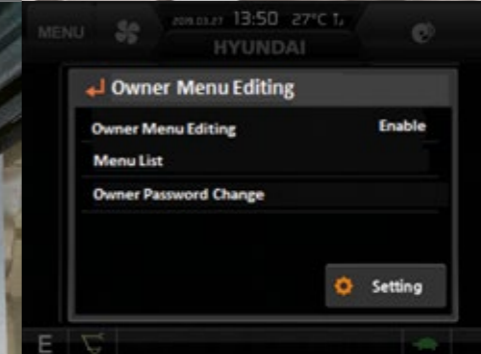 MENU
2019.03.27 13:50 27°C
HYUNDAI
Owner Menu Editing
Owner Menu Editing Enable
Menu List
Owner Password Change
Setting
E